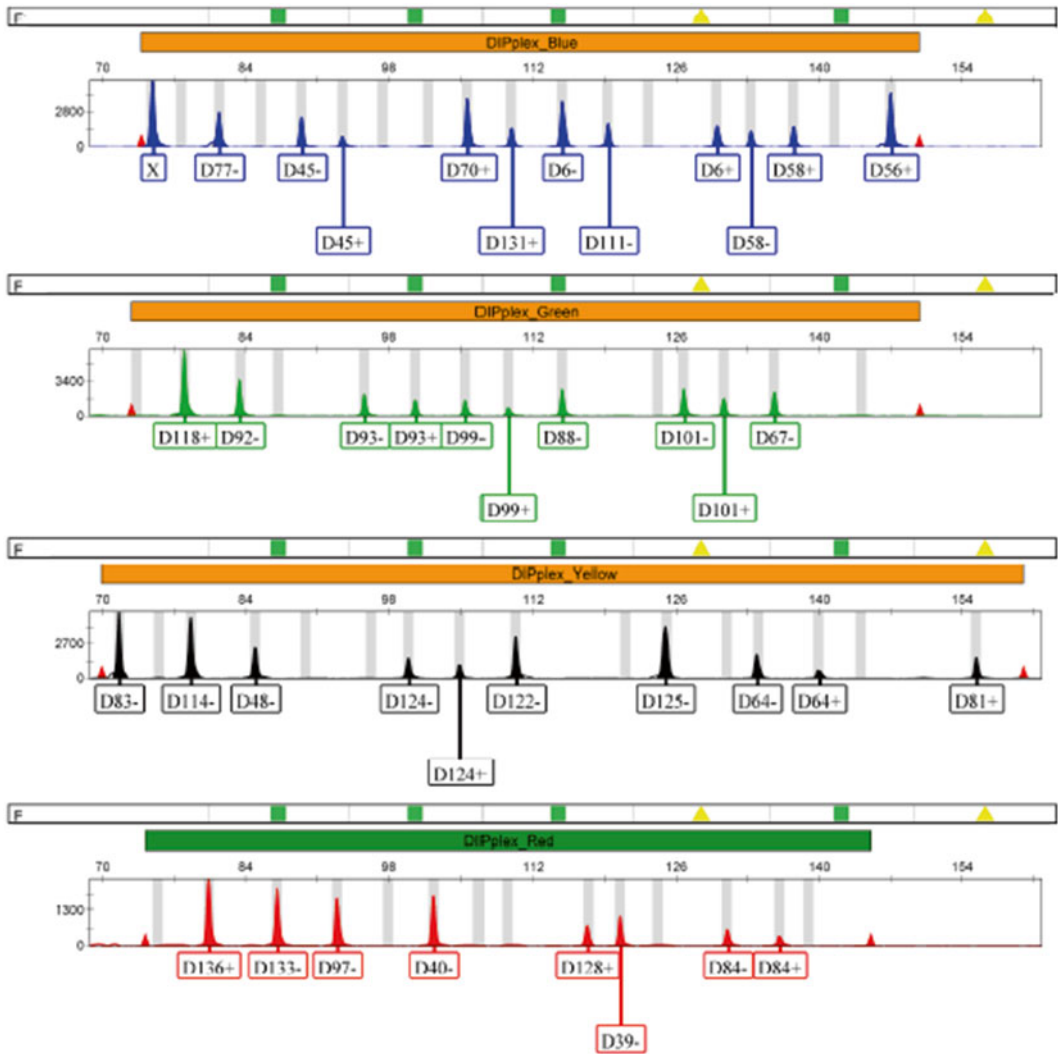 F
DIPplex_Blue
70 84 98 112 126 140 154
2800
0
X D77- D45- D70+ D6- D6+ D58+ D56+
D45+ D131+ D111- D58-
F
DIPplex_Green
70 84 98 112 126 140 154
3400
0
D118+ D92- D93- D93+ D99- D88- D101- D67-
D99+ D101+
F
DIPplex_Yellow
70 84 98 112 126 140 154
2700
0
D83- D114- D48- D124- D122- D125- D64- D64+ D81+
D124+
F
DIPplex_Red
70 84 98 112 126 140 154
1300
0
D136+ D133- D97- D40- D128+ D84- D84+
D39-